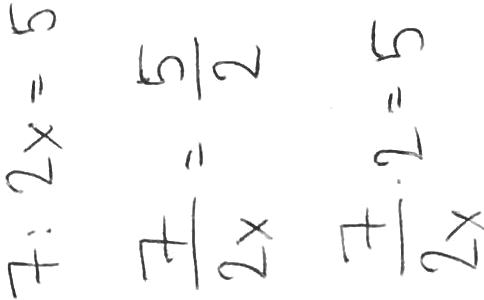 7 : 2x = 5
7/2x = 5/2
7/2x · 2 = 5